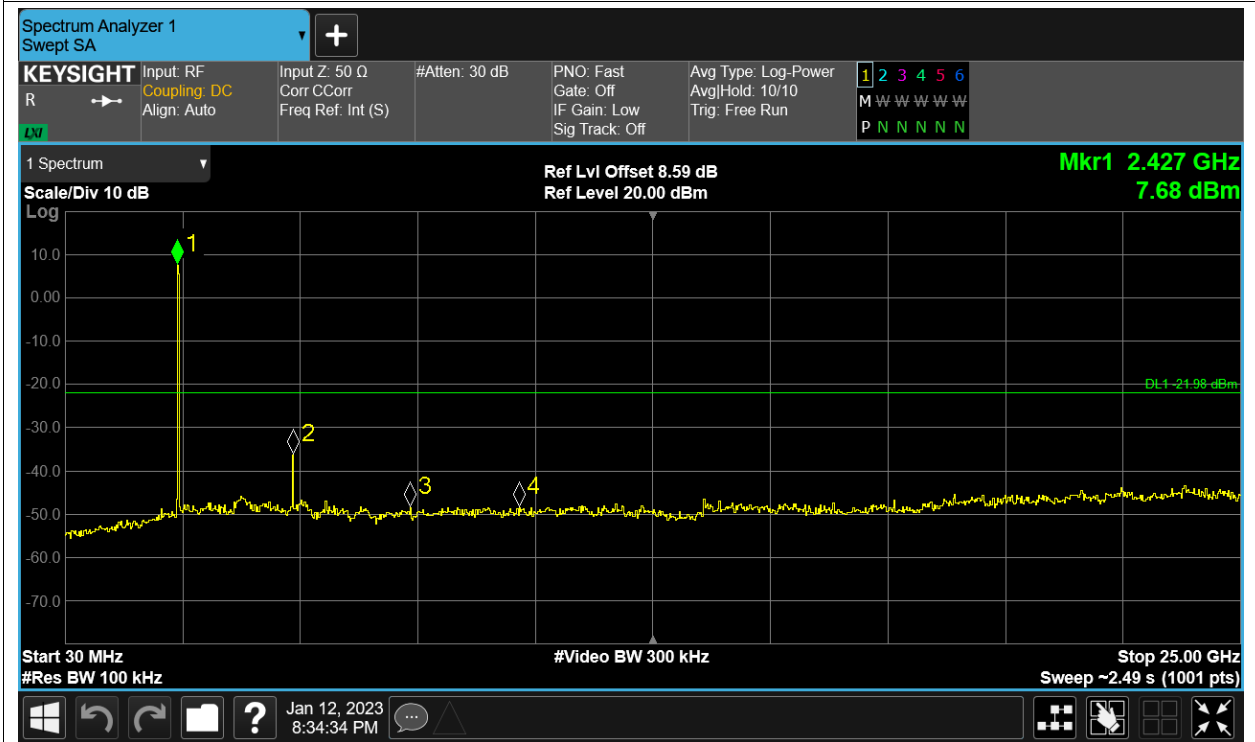 Spectrum Analyzer 1
Swept SA
KEYSIGHT
R
LXI
Input: RF
Coupling: DC
Align: Auto
Input Z: 50 Ω
Corr CCorr
Freq Ref: Int (S)
#Atten: 30 dB
PNO: Fast
Gate: Off
IF Gain: Low
Sig Track: Off
Avg Type: Log-Power
Avg|Hold: 10/10
Trig: Free Run
1 2 3 4 5 6
M W W W W W
P N N N N N
1 Spectrum
Scale/Div 10 dB
Log
Ref Lvl Offset 8.59 dB
Ref Level 20.00 dBm
Mkr1 2.427 GHz
7.68 dBm
10.0
0.00
-10.0
-20.0
-30.0
-40.0
-50.0
-60.0
-70.0
1
2
3
4
DL1 -21.98 dBm
Start 30 MHz
#Res BW 100 kHz
#Video BW 300 kHz
Stop 25.00 GHz
Sweep ~2.49 s (1001 pts)
?
Jan 12, 2023
8:34:34 PM